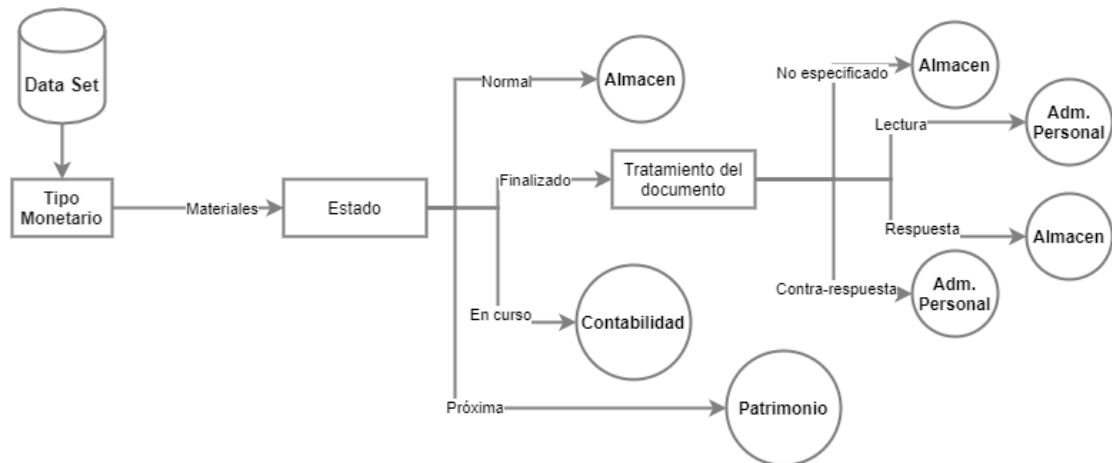 Data Set
Tipo
Monetario
Materiales
Estado
Normal
Almacen
Finalizado
Tratamiento del
documento
No especificado
Almacen
Lectura
Adm.
Personal
Respuesta
Almacen
Contra-respuesta
Adm.
Personal
En curso
Contabilidad
Próxima
Patrimonio